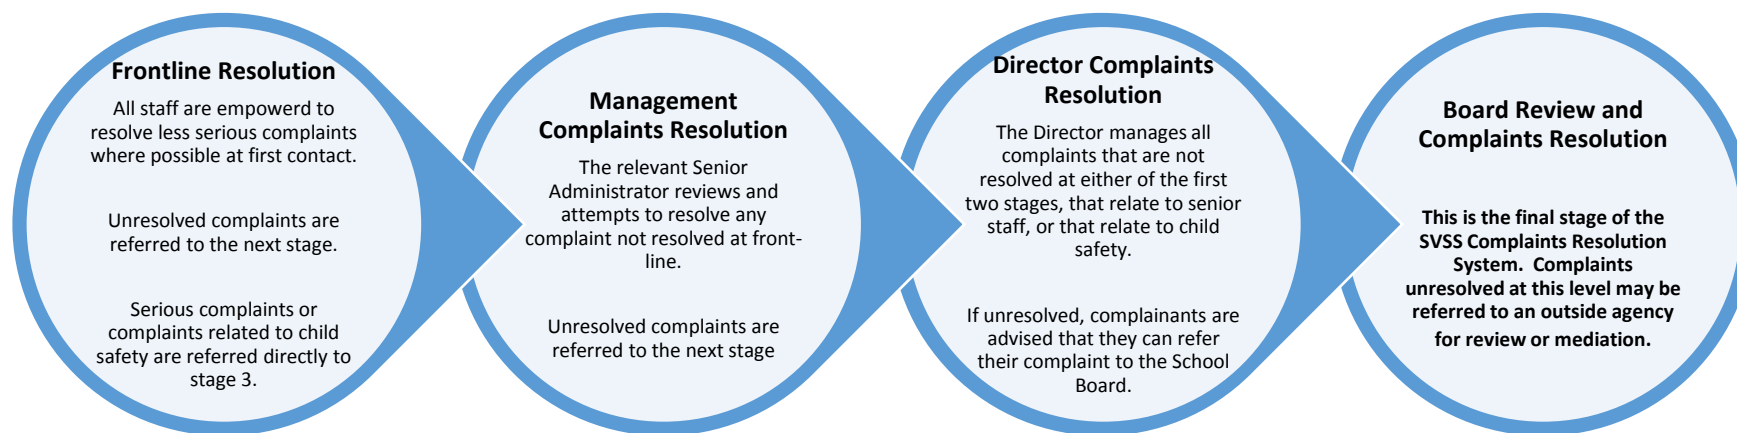 Frontline Resolution
All staff are empowerd to
resolve less serious complaints
where possible at first contact.
Unresolved complaints are
referred to the next stage.
Serious complaints or
complaints related to child
safety are referred directly to
stage 3.
Management
Complaints Resolution
The relevant Senior
Administrator reviews and
attempts to resolve any
complaint not resolved at front-
line.
Unresolved complaints are
referred to the next stage
Director Complaints
Resolution
The Director manages all
complaints that are not
resolved at either of the first
two stages, that relate to senior
staff, or that relate to child
safety.
If unresolved, complainants are
advised that they can refer
their complaint to the School
Board.
Board Review and
Complaints Resolution
This is the final stage of the
SVSS Complaints Resolution
System.  Complaints
unresolved at this level may be
referred to an outside agency
for review or mediation.